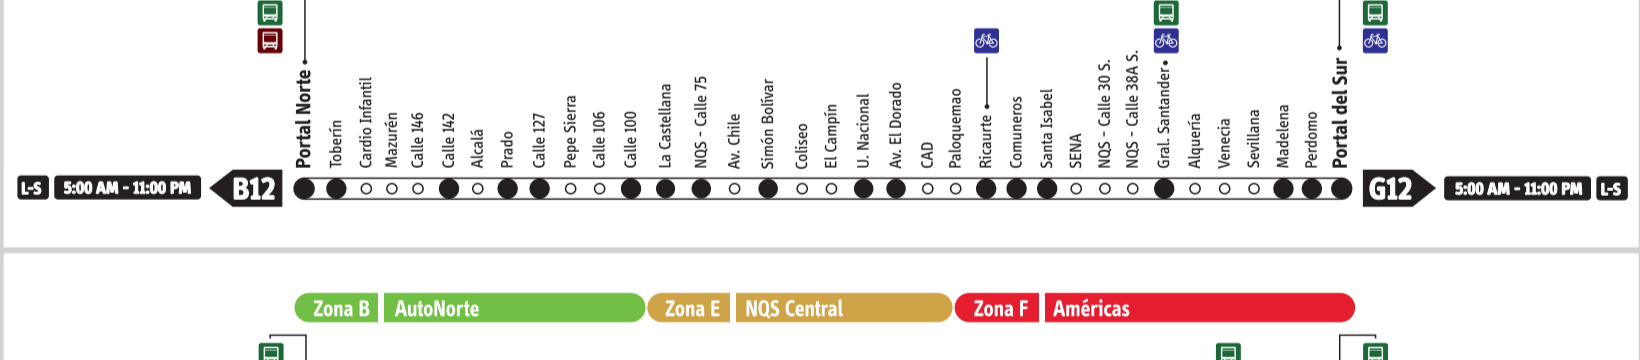 Portal Norte
Toberín
Cardio Infantil
Mazurén
Calle 146
Calle 142
Alcalá
Prado
Calle 127
Pepe Sierra
Calle 106
Calle 100
La Castellana
NQS - Calle 75
Av. Chile
Simón Bolívar
Coliseo
El Campín
U. Nacional
Av. El Dorado
CAD
Paloquemao
Ricaurte
Comuneros
Santa Isabel
SENA
NQS - Calle 30 S.
NQS - Calle 38A S.
Gral. Santander
Alquería
Venecia
Sevillana
Madelena
Perdomo
Portal del Sur
L-S 5:00 AM - 11:00 PM B12
G12 5:00 AM - 11:00 PM L-S
Zona B AutoNorte Zona E NQS Central Zona F Américas